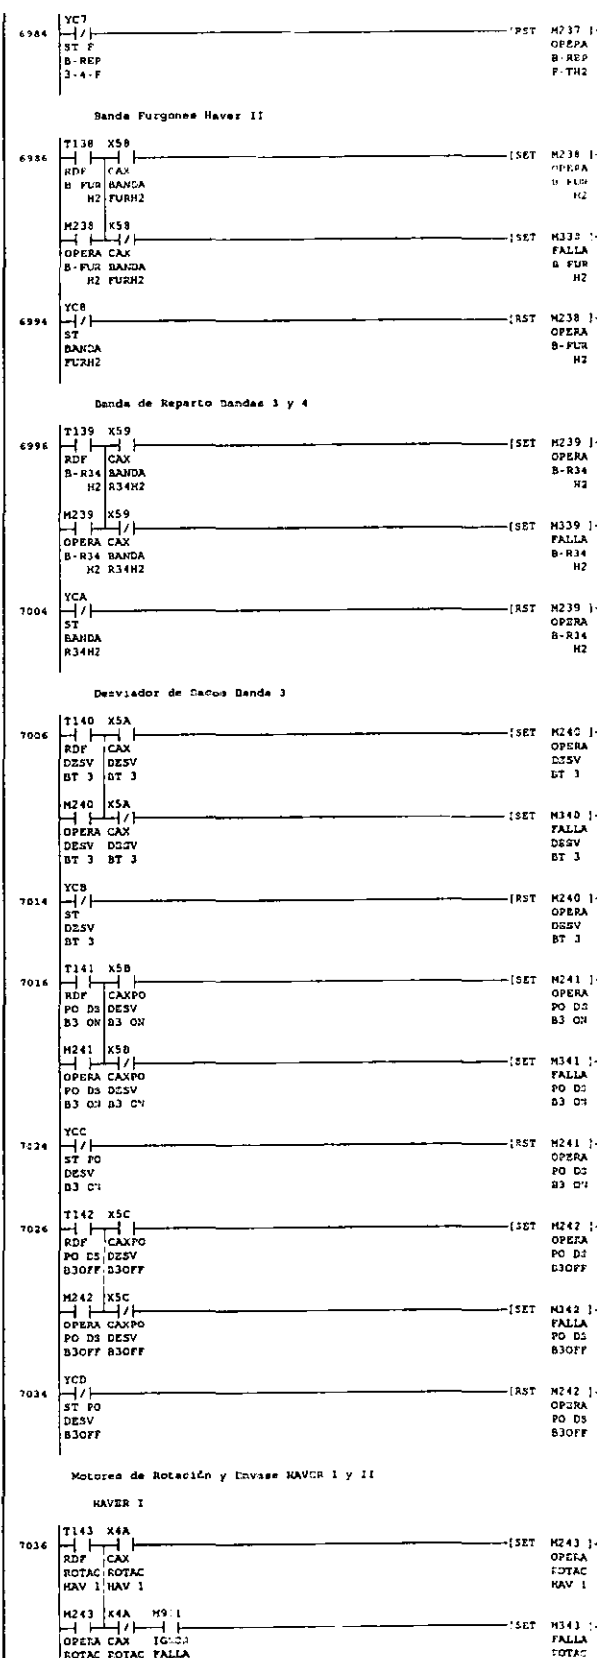 YC7
6984 RST M237
ST F OPERA
B-REP B-REP
3-4-F F-TH2
Banda Furgones Haver II
T138 X58
6986 [SET M238 ]
RDF CAX OPERA
B FUR BANDA B FUR
H2 FURH2 H2
M238 X58
[SET M338
OPERA CAX FALLA
B-FUR BANDA B FUR
H2 FURH2 H2
YC8
6994 [RST M238 ]
ST OPERA
BANDA B-FUR
FURH2 H2
Banda de Reparto Bandas 3 y 4
T139 X59
6996 [SET M239 ]
RDF CAX OPERA
B-R34 BANDA B-R34
H2 R34H2 H2
M239 X59
[SET M339 ]
OPERA CAX FALLA
B-R34 BANDA B-R34
H2 R34H2 H2
YCA
7004 [RST M239 ]
ST OPERA
BANDA B-R34
R34H2 H2
Desviador de Sacos Banda 3
T140 X5A
7006 [SET M240 ]
RDF CAX OPERA
DESV DESV DESV
BT 3 BT 3 BT 3
M240 X5A
[SET M340 ]
OPERA CAX FALLA
DESV DESV DESV
BT 3 BT 3 BT 3
YCB
7014 [RST M240 ]
ST OPERA
DESV DESV
BT 3 BT 3
T141 X5B
7016 [SET M241 ]
RDF CAXPO OPERA
PO DS DESV PO DS
B3 ON B3 ON B3 ON
M241 X5B
[SET M341 ]
OPERA CAXPO FALLA
PO DS DESV PO DS
B3 ON B3 ON B3 ON
YCC
7024 [RST M241 ]
ST PO OPERA
DESV PO DS
B3 ON B3 ON
T142 X5C
7026 [SET M242 ]
RDF CAXPO OPERA
PO DS DESV PO DS
B3OFF B3OFF B3OFF
M242 X5C
[SET M342 ]
OPERA CAXPO FALLA
PO DS DESV PO DS
B3OFF B3OFF B3OFF
YCD
7034 [RST M242 ]
ST PO OPERA
DESV PO DS
B3OFF B3OFF
Motores de Rotación y Envase HAVER I y II
HAVER I
T143 X4A
7036 [SET M243 ]
RDF CAX OPERA
ROTAC ROTAC ROTAC
HAV 1 HAV 1 HAV 1
M243 X4A
SET M343
OPERA CAX FALLA
ROTAC ROTAC FALLA ROTAC